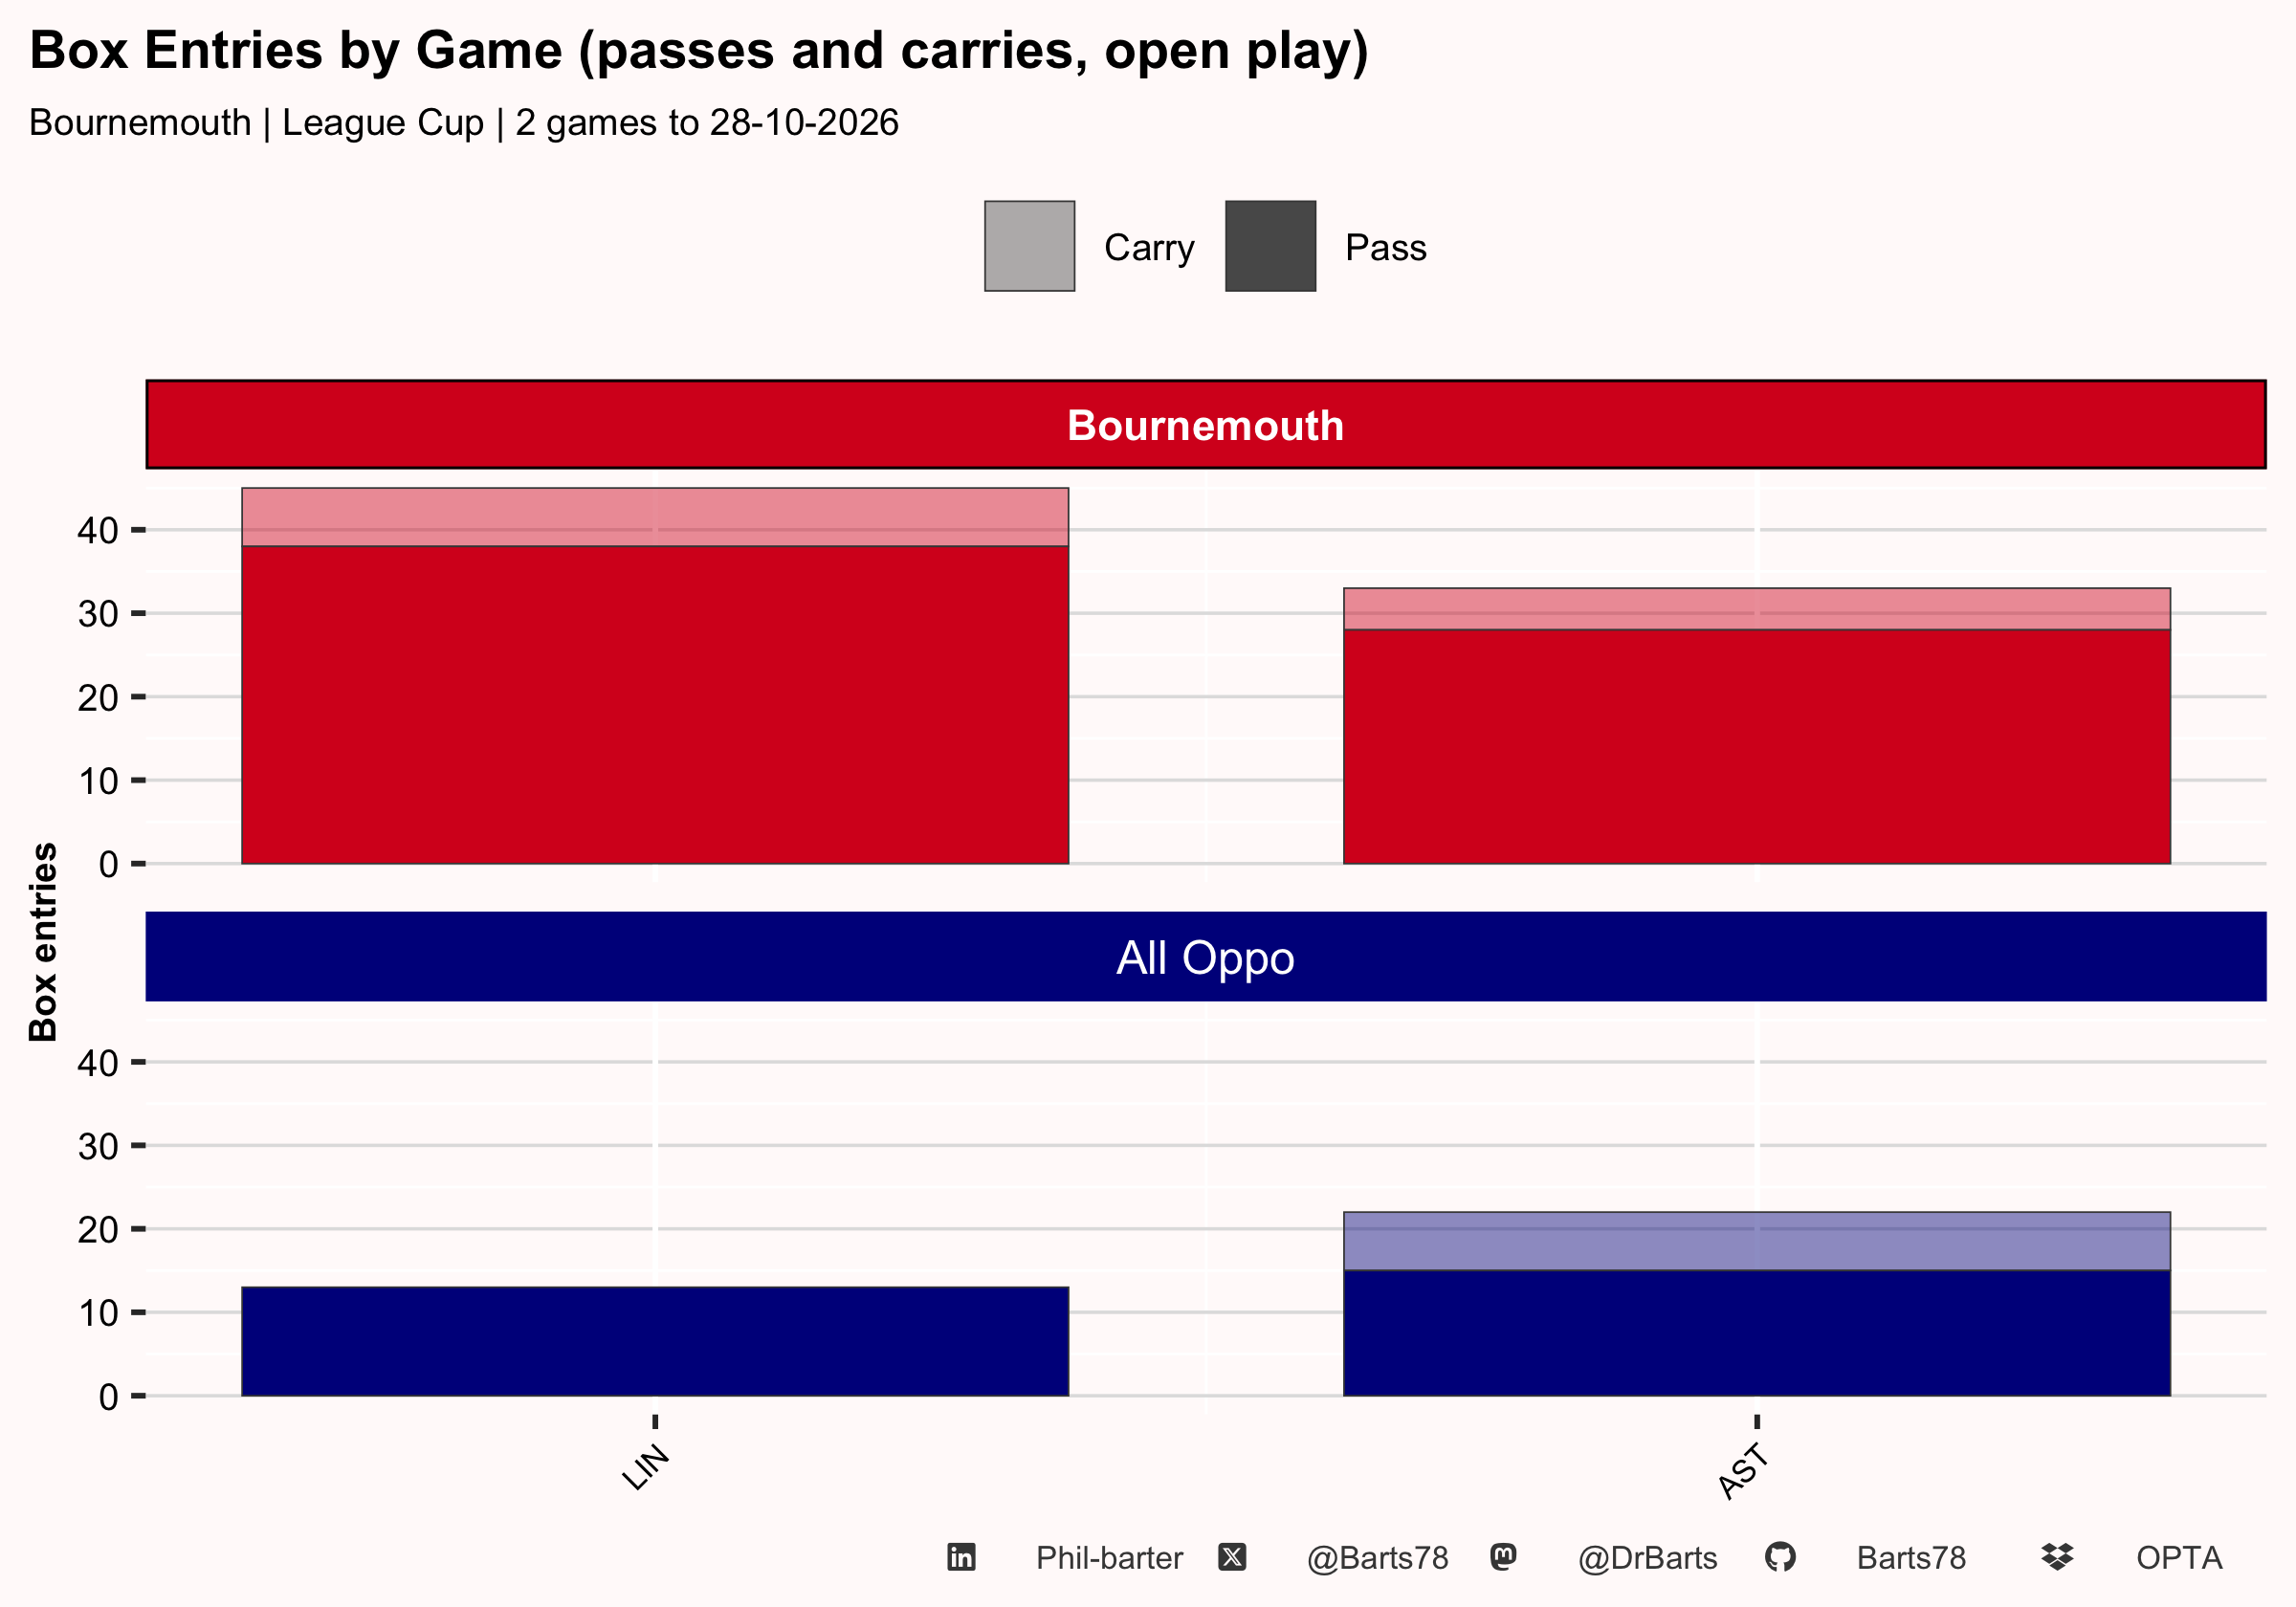 Box Entries by Game (passes and carries, open play)
Bournemouth | League Cup | 2 games to 28-10-2026
Carry
Pass
Bournemouth
40
30
20
10
0
Box entries
All Oppo
40
30
20
10
0
LIN
AST
Phil-barter @Barts78 @DrBarts Barts78 OPTA